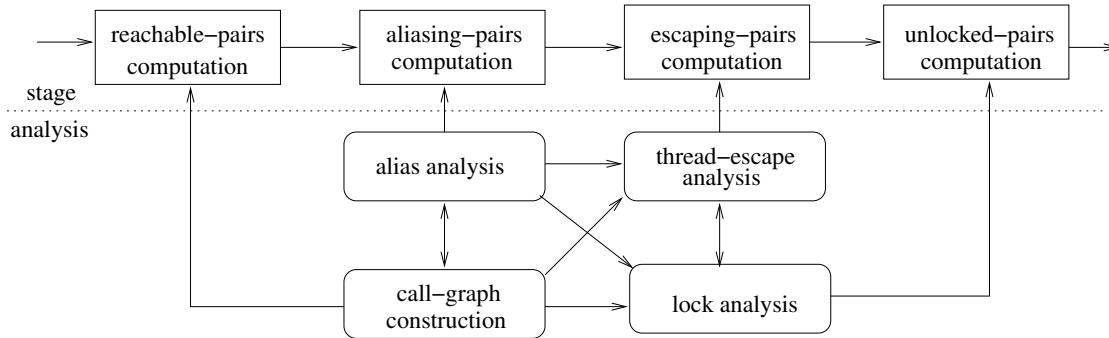 reachable−pairs
computation
aliasing−pairs
computation
escaping−pairs
computation
unlocked−pairs
computation
stage
analysis
alias analysis
thread−escape
analysis
call−graph
construction
lock analysis